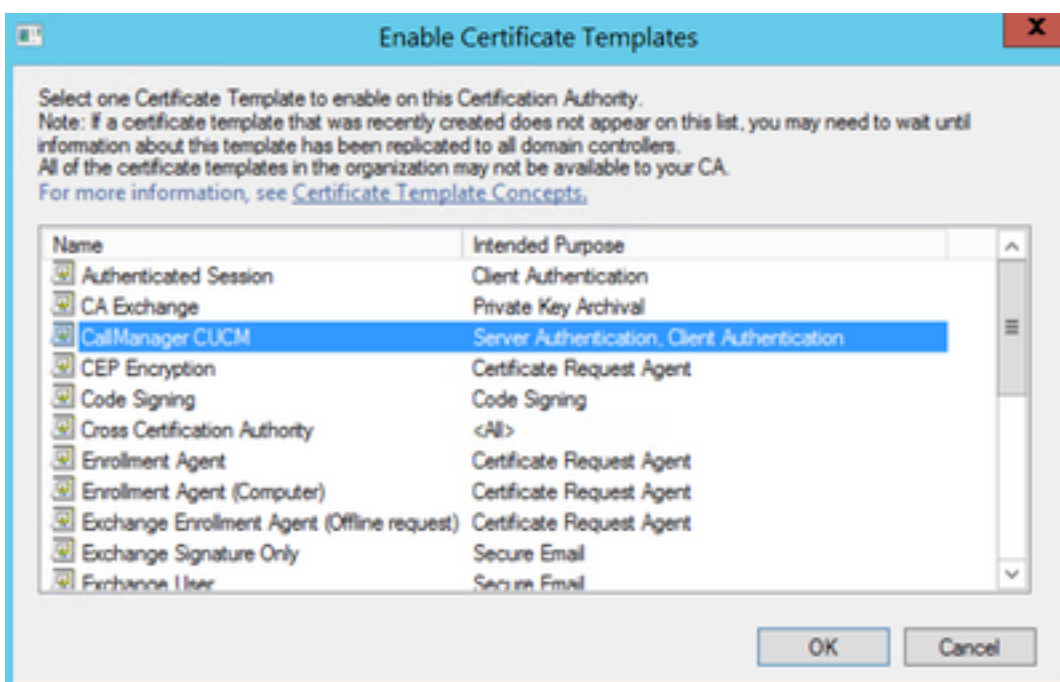 Enable Certificate Templates
x
Select one Certificate Template to enable on this Certification Authority.
Note: If a certificate template that was recently created does not appear on this list, you may need to wait until
information about this template has been replicated to all domain controllers.
All of the certificate templates in the organization may not be available to your CA.
For more information, see Certificate Template Concepts.
Name Intended Purpose
Authenticated Session Client Authentication
CA Exchange Private Key Archival
CallManager CUCM Server Authentication, Client Authentication
CEP Encryption Certificate Request Agent
Code Signing Code Signing
Cross Certification Authority <All>
Enrollment Agent Certificate Request Agent
Enrollment Agent (Computer) Certificate Request Agent
Exchange Enrollment Agent (Offline request) Certificate Request Agent
Exchange Signature Only Secure Email
Exchange User Secure Email
OK Cancel